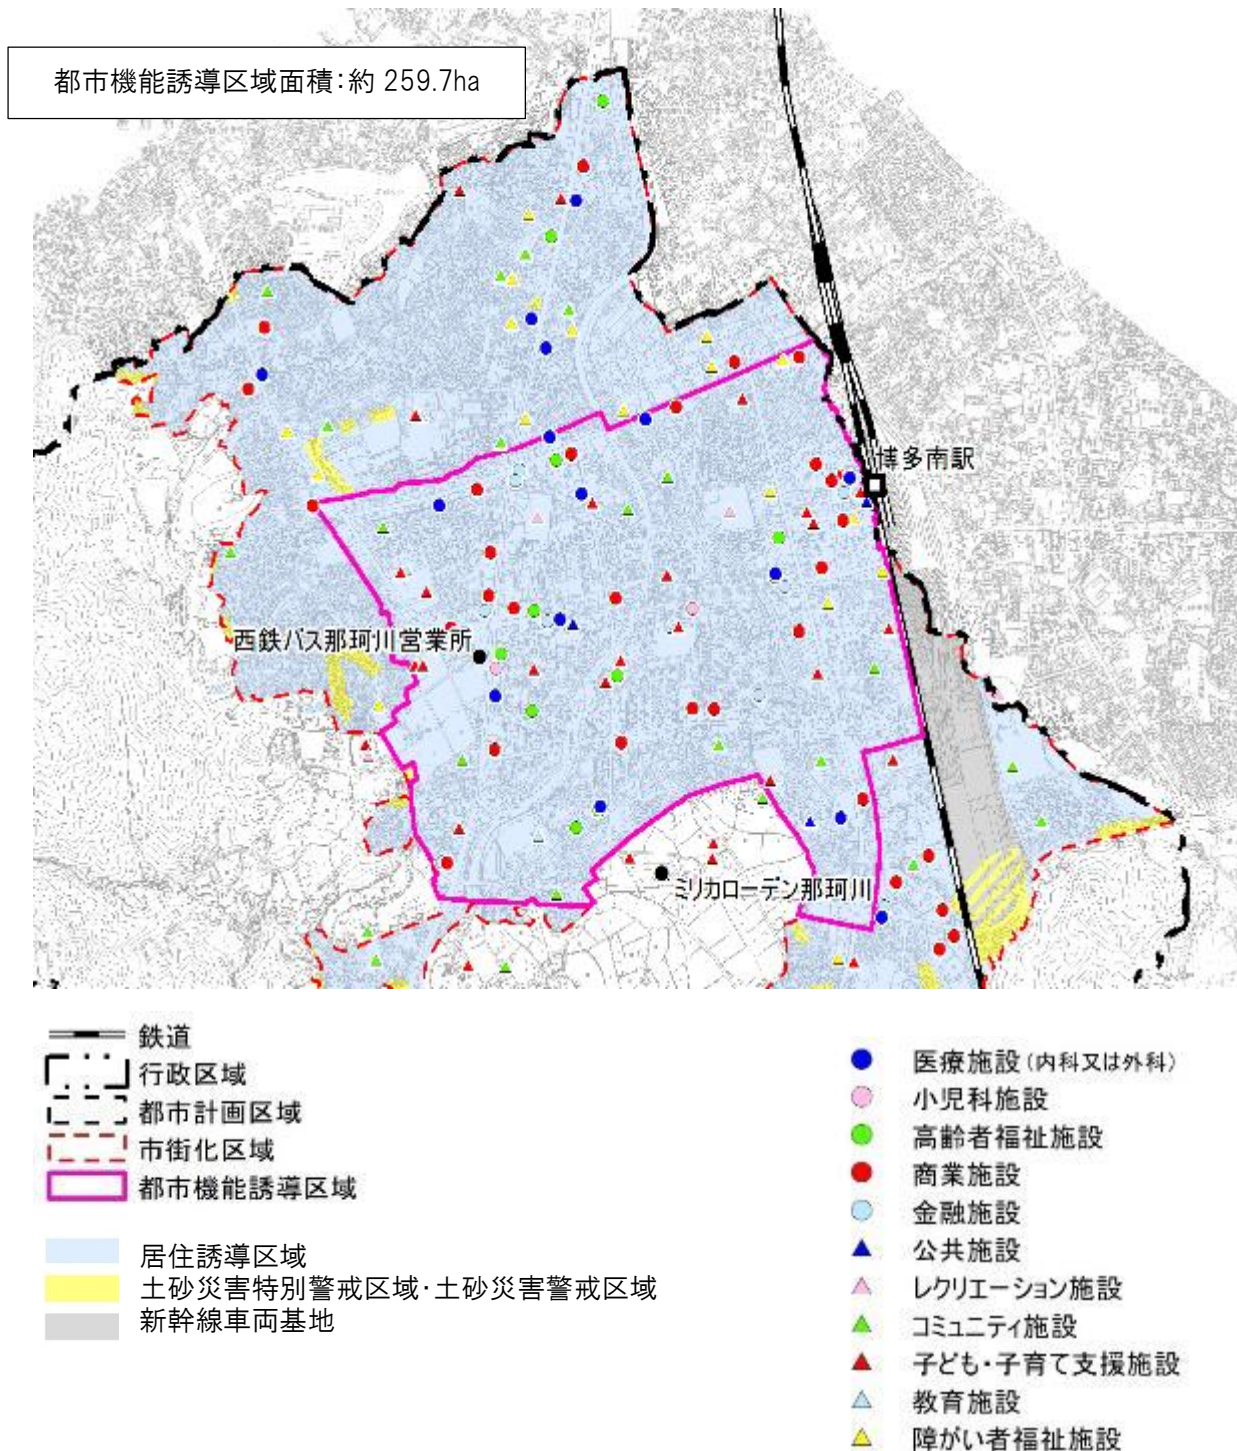 都市機能誘導区域面積:約 259.7ha
博多南駅
西鉄バス那珂川営業所
ミリカローデン那珂川
鉄道
行政区域
都市計画区域
市街化区域
都市機能誘導区域
居住誘導区域
土砂災害特別警戒区域・土砂災害警戒区域
新幹線車両基地
医療施設(内科又は外科)
小児科施設
高齢者福祉施設
商業施設
金融施設
公共施設
レクリエーション施設
コミュニティ施設
子ども・子育て支援施設
教育施設
障がい者福祉施設